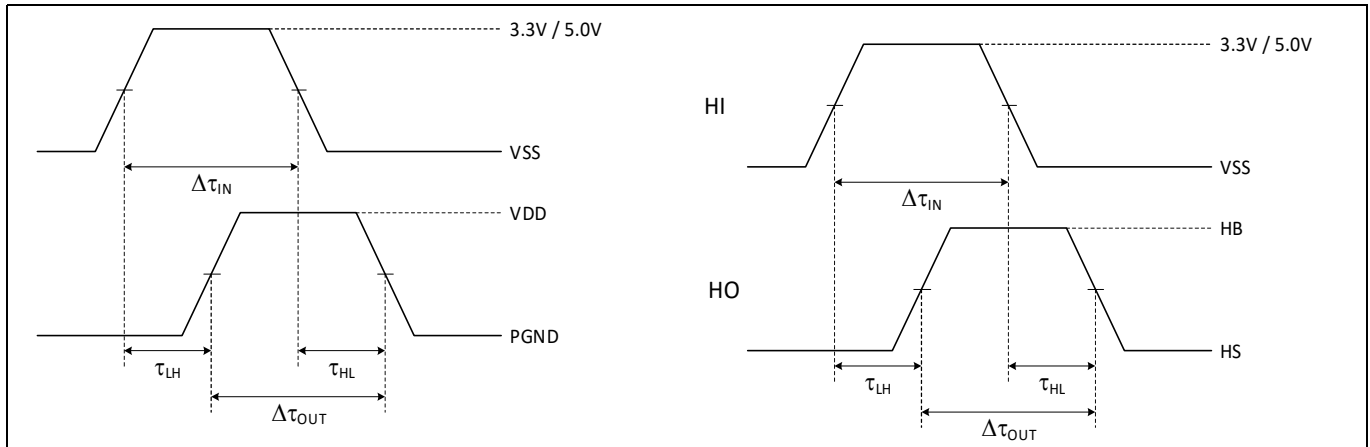 3.3V / 5.0V
VSS
ΔτIN
VDD
PGND
τLH
τHL
ΔτOUT
3.3V / 5.0V
HI
VSS
ΔτIN
HB
HO
HS
τLH
τHL
ΔτOUT